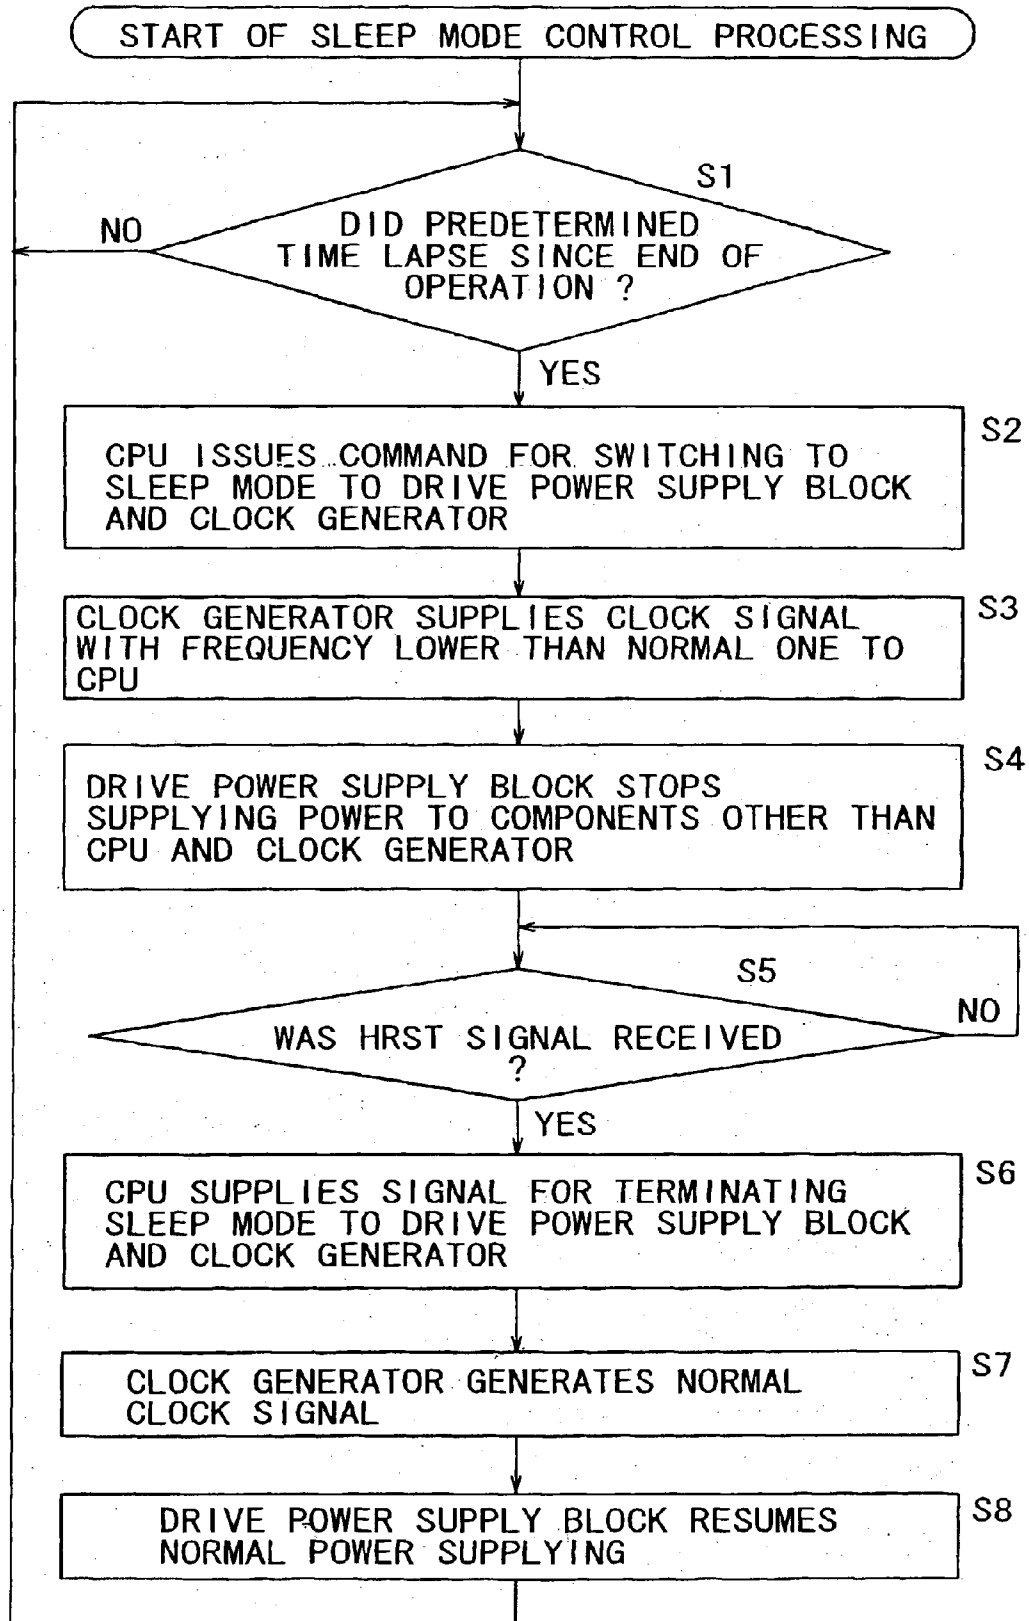 START OF SLEEP MODE CONTROL PROCESSING
S1
NO
DID PREDETERMINED
TIME LAPSE SINCE END OF
OPERATION ?
YES
S2
CPU ISSUES COMMAND FOR SWITCHING TO
SLEEP MODE TO DRIVE POWER SUPPLY BLOCK
AND CLOCK GENERATOR
S3
CLOCK GENERATOR SUPPLIES CLOCK SIGNAL
WITH FREQUENCY LOWER THAN NORMAL ONE TO
CPU
S4
DRIVE POWER SUPPLY BLOCK STOPS
SUPPLYING POWER TO COMPONENTS OTHER THAN
CPU AND CLOCK GENERATOR
S5
NO
WAS HRST SIGNAL RECEIVED
?
YES
S6
CPU SUPPLIES SIGNAL FOR TERMINATING
SLEEP MODE TO DRIVE POWER SUPPLY BLOCK
AND CLOCK GENERATOR
S7
CLOCK GENERATOR GENERATES NORMAL
CLOCK SIGNAL
S8
DRIVE POWER SUPPLY BLOCK RESUMES
NORMAL POWER SUPPLYING